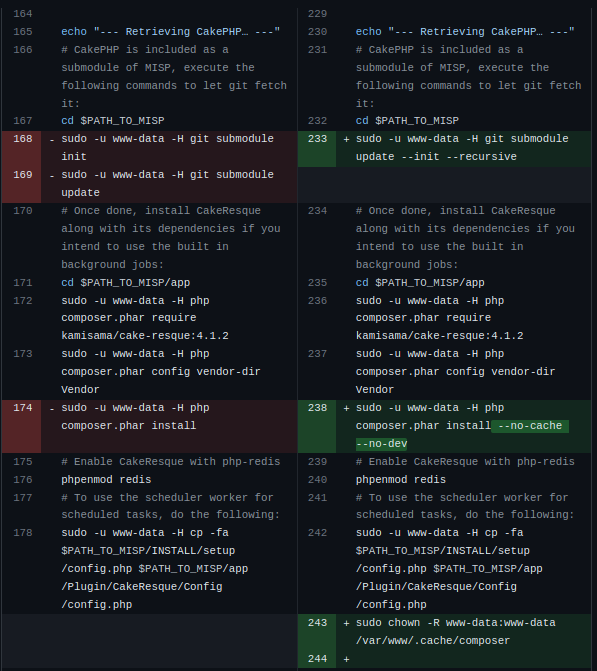 164
165 echo "--- Retrieving CakePHP… ---"
166 # CakePHP is included as a
submodule of MISP, execute the
following commands to let git fetch
it:
167 cd $PATH_TO_MISP
168 - sudo -u www-data -H git submodule
init
169 - sudo -u www-data -H git submodule
update
170 # Once done, install CakeResque
along with its dependencies if you
intend to use the built in
background jobs:
171 cd $PATH_TO_MISP/app
172 sudo -u www-data -H php
composer.phar require
kamisama/cake-resque:4.1.2
173 sudo -u www-data -H php
composer.phar config vendor-dir
Vendor
174 - sudo -u www-data -H php
composer.phar install
175 # Enable CakeResque with php-redis
176 phpenmod redis
177 # To use the scheduler worker for
scheduled tasks, do the following:
178 sudo -u www-data -H cp -fa
$PATH_TO_MISP/INSTALL/setup
/config.php $PATH_TO_MISP/app
/Plugin/CakeResque/Config
/config.php
229
230 echo "--- Retrieving CakePHP… ---"
231 # CakePHP is included as a
submodule of MISP, execute the
following commands to let git fetch
it:
232 cd $PATH_TO_MISP
233 + sudo -u www-data -H git submodule
update --init --recursive
234 # Once done, install CakeResque
along with its dependencies if you
intend to use the built in
background jobs:
235 cd $PATH_TO_MISP/app
236 sudo -u www-data -H php
composer.phar require
kamisama/cake-resque:4.1.2
237 sudo -u www-data -H php
composer.phar config vendor-dir
Vendor
238 + sudo -u www-data -H php
composer.phar install --no-cache
--no-dev
239 # Enable CakeResque with php-redis
240 phpenmod redis
241 # To use the scheduler worker for
scheduled tasks, do the following:
242 sudo -u www-data -H cp -fa
$PATH_TO_MISP/INSTALL/setup
/config.php $PATH_TO_MISP/app
/Plugin/CakeResque/Config
/config.php
243 + sudo chown -R www-data:www-data
/var/www/.cache/composer
244 +